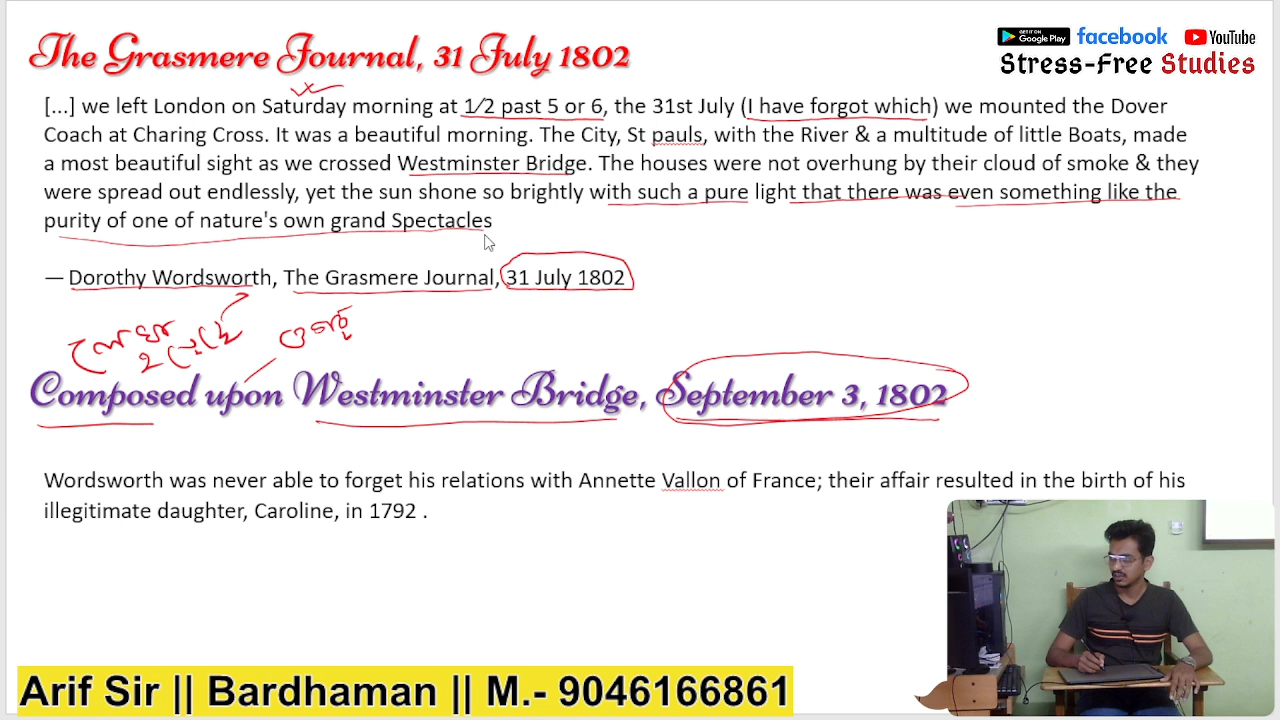 The Grasmere Journal, 31 July 1802
GET IT ON Google Play facebook YouTube
Stress-Free Studies
[...] we left London on Saturday morning at 1⁄2 past 5 or 6, the 31st July (I have forgot which) we mounted the Dover
Coach at Charing Cross. It was a beautiful morning. The City, St pauls, with the River & a multitude of little Boats, made
a most beautiful sight as we crossed Westminster Bridge. The houses were not overhung by their cloud of smoke & they
were spread out endlessly, yet the sun shone so brightly with such a pure light that there was even something like the
purity of one of nature's own grand Spectacles
— Dorothy Wordsworth, The Grasmere Journal, 31 July 1802
Composed upon Westminster Bridge, September 3, 1802
Wordsworth was never able to forget his relations with Annette Vallon of France; their affair resulted in the birth of his
illegitimate daughter, Caroline, in 1792 .
Arif Sir || Bardhaman || M.- 9046166861